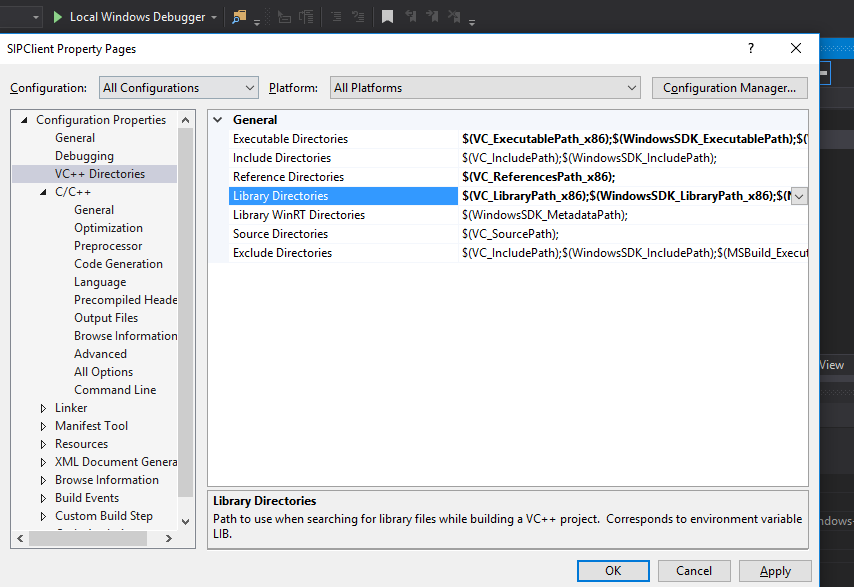 Local Windows Debugger
SIPClient Property Pages
?
Configuration: All Configurations Platform: All Platforms Configuration Manager...
Configuration Properties
General
Debugging
VC++ Directories
C/C++
General
Optimization
Preprocessor
Code Generation
Language
Precompiled Heade
Output Files
Browse Information
Advanced
All Options
Command Line
Linker
Manifest Tool
Resources
XML Document Genera
Browse Information
Build Events
Custom Build Step
General
Executable Directories $(VC_ExecutablePath_x86);$(WindowsSDK_ExecutablePath);$(
Include Directories $(VC_IncludePath);$(WindowsSDK_IncludePath);
Reference Directories $(VC_ReferencesPath_x86);
Library Directories $(VC_LibraryPath_x86);$(WindowsSDK_LibraryPath_x86);$(
Library WinRT Directories $(WindowsSDK_MetadataPath);
Source Directories $(VC_SourcePath);
Exclude Directories $(VC_IncludePath);$(WindowsSDK_IncludePath);$(MSBuild_Execut
Library Directories
Path to use when searching for library files while building a VC++ project. Corresponds to environment variable
LIB.
OK Cancel Apply
View
ndows-